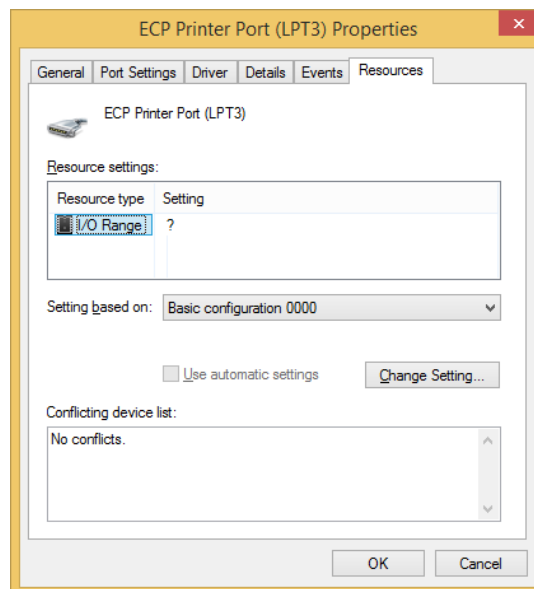 ECP Printer Port (LPT3) Properties
General Port Settings Driver Details Events Resources
ECP Printer Port (LPT3)
Resource settings:
Resource type Setting
I/O Range ?
Setting based on: Basic configuration 0000
Use automatic settings Change Setting...
Conflicting device list:
No conflicts.
OK Cancel